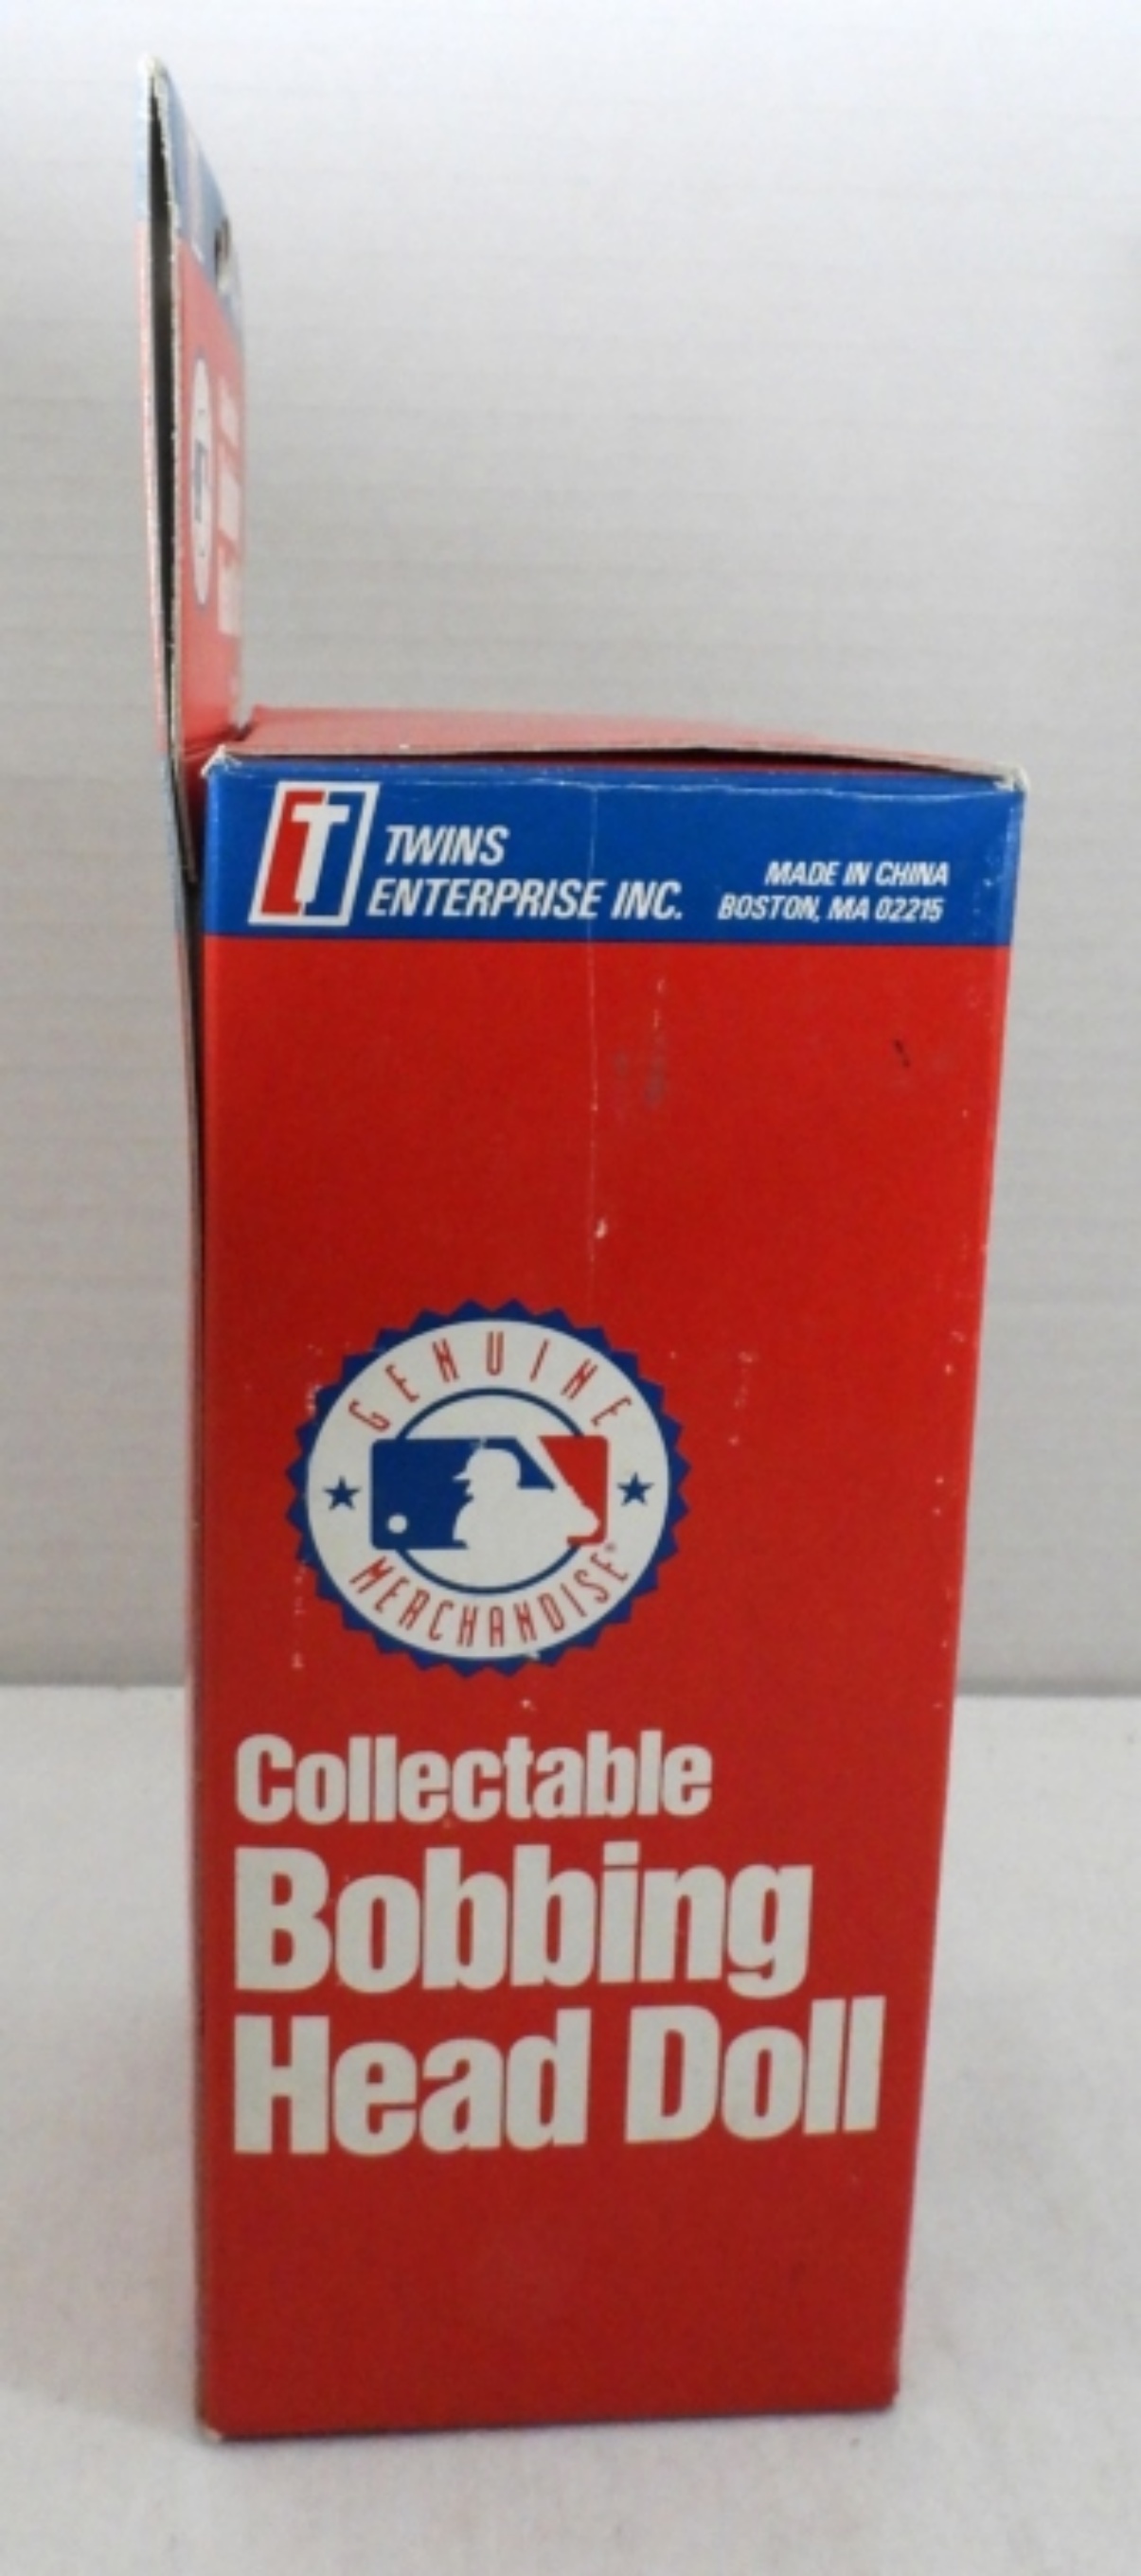 TWINS
ENTERPRISE INC.
MADE IN CHINA
BOSTON, MA 02215
GENUINE
MERCHANDISE®
Collectable
Bobbing
Head Doll